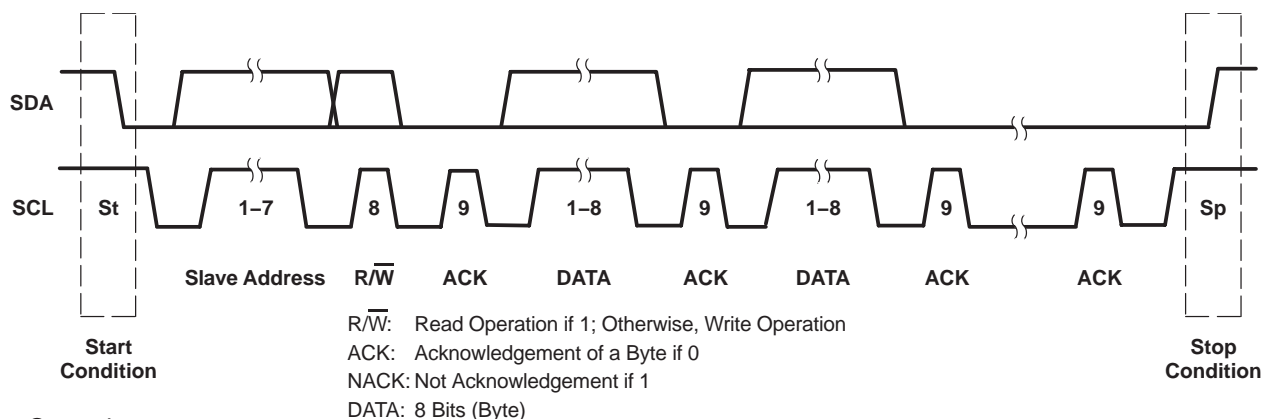 SDA
SCL St 1–7 8 9 1–8 9 1–8 9 9 Sp
Slave Address R/W̅ ACK DATA ACK DATA ACK ACK
Start
Condition
Stop
Condition
R/W̅: Read Operation if 1; Otherwise, Write Operation
ACK: Acknowledgement of a Byte if 0
NACK: Not Acknowledgement if 1
DATA: 8 Bits (Byte)